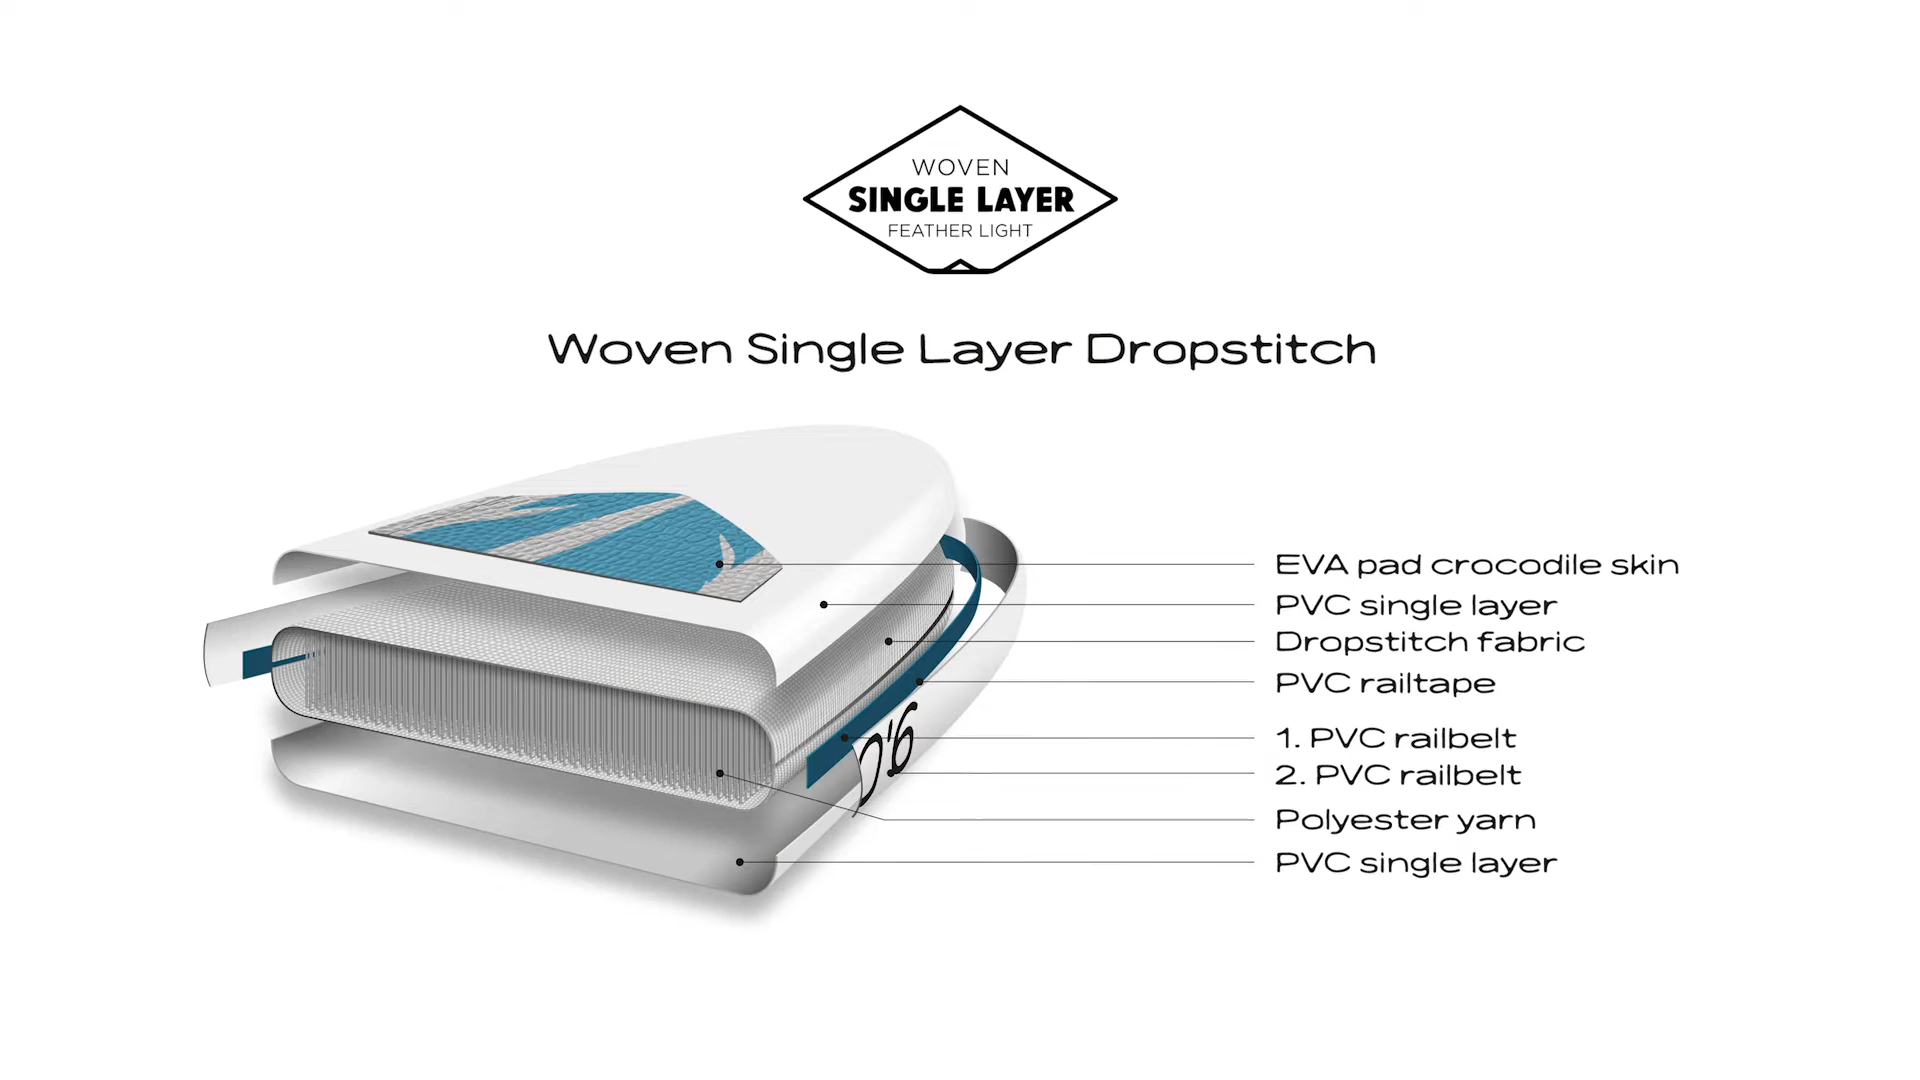 WOVEN
SINGLE LAYER
FEATHER LIGHT
Woven Single Layer Dropstitch
EVA pad crocodile skin
PVC single layer
Dropstitch fabric
PVC railtape
1. PVC railbelt
2. PVC railbelt
Polyester yarn
PVC single layer